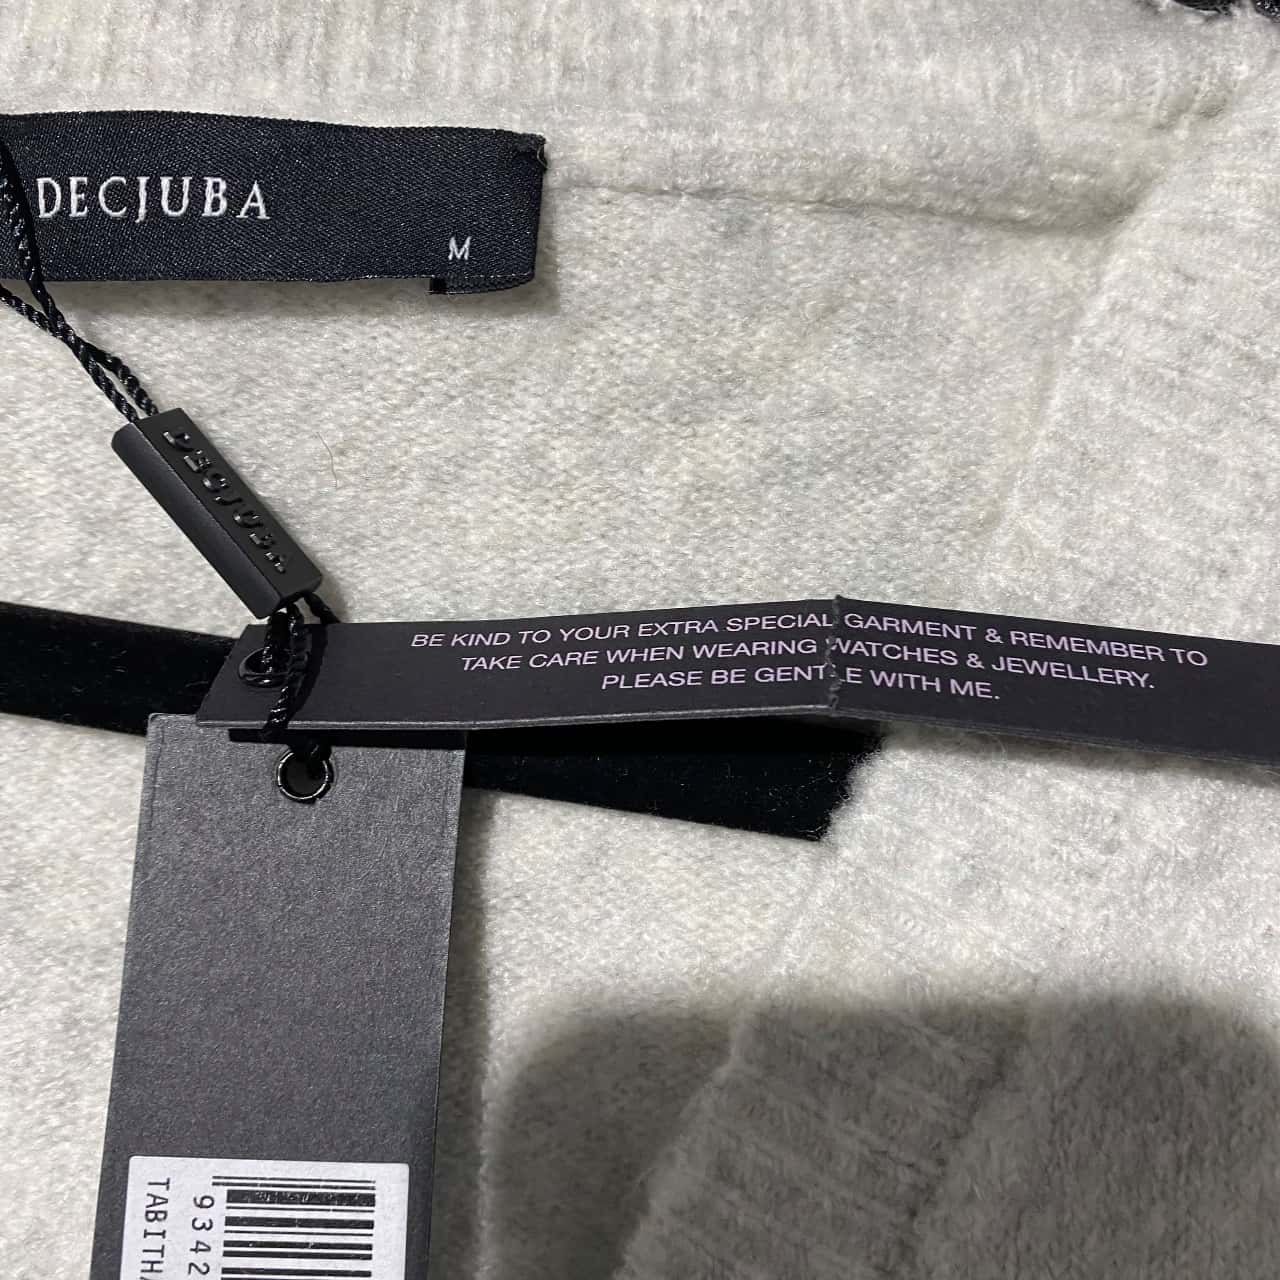 DECJUBA
M
DECJUBA
BE KIND TO YOUR EXTRA SPECIAL GARMENT & REMEMBER TO
TAKE CARE WHEN WEARING WATCHES & JEWELLERY.
PLEASE BE GENTLE WITH ME.
9342
TABITHA